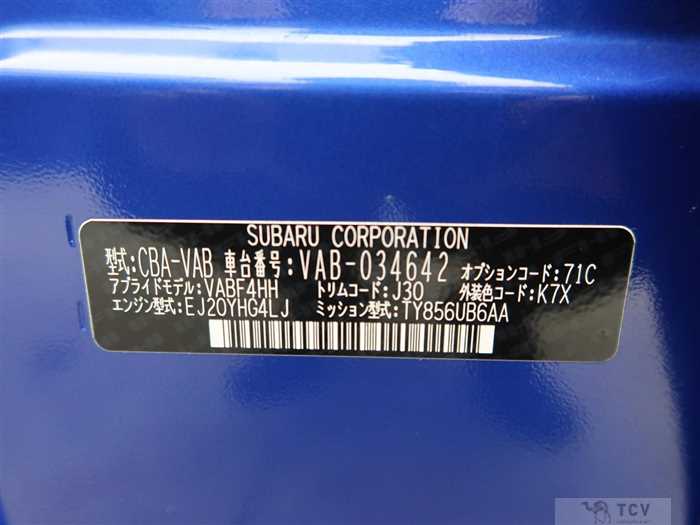 SUBARU CORPORATION
型式:CBA-VAB 車台番号:VAB-034642 オプションコード:71C
アプライドモデル:VABF4HH トリムコード:J30 外装色コード:K7X
エンジン型式:EJ20YHG4LJ ミッション型式:TY856UB6AA
TCV